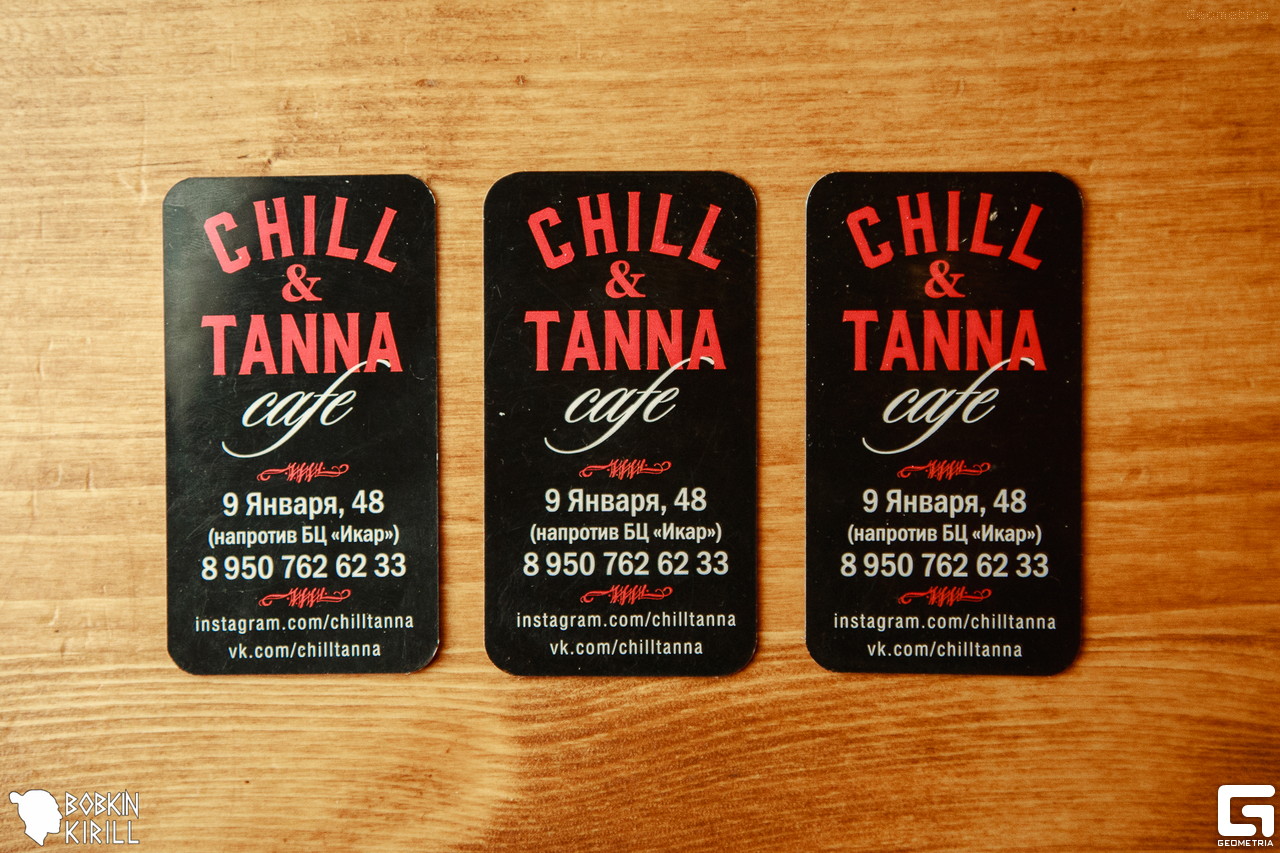 Geometria
CHILL
&
TANNA
cafe
9 Января, 48
(напротив БЦ «Икар»)
8 950 762 62 33
instagram.com/chilltanna
vk.com/chilltanna
CHILL
&
TANNA
cafe
9 Января, 48
(напротив БЦ «Икар»)
8 950 762 62 33
instagram.com/chilltanna
vk.com/chilltanna
CHILL
&
TANNA
cafe
9 Января, 48
(напротив БЦ «Икар»)
8 950 762 62 33
instagram.com/chilltanna
vk.com/chilltanna
BOBKIN
KIRILL
GEOMETRIA